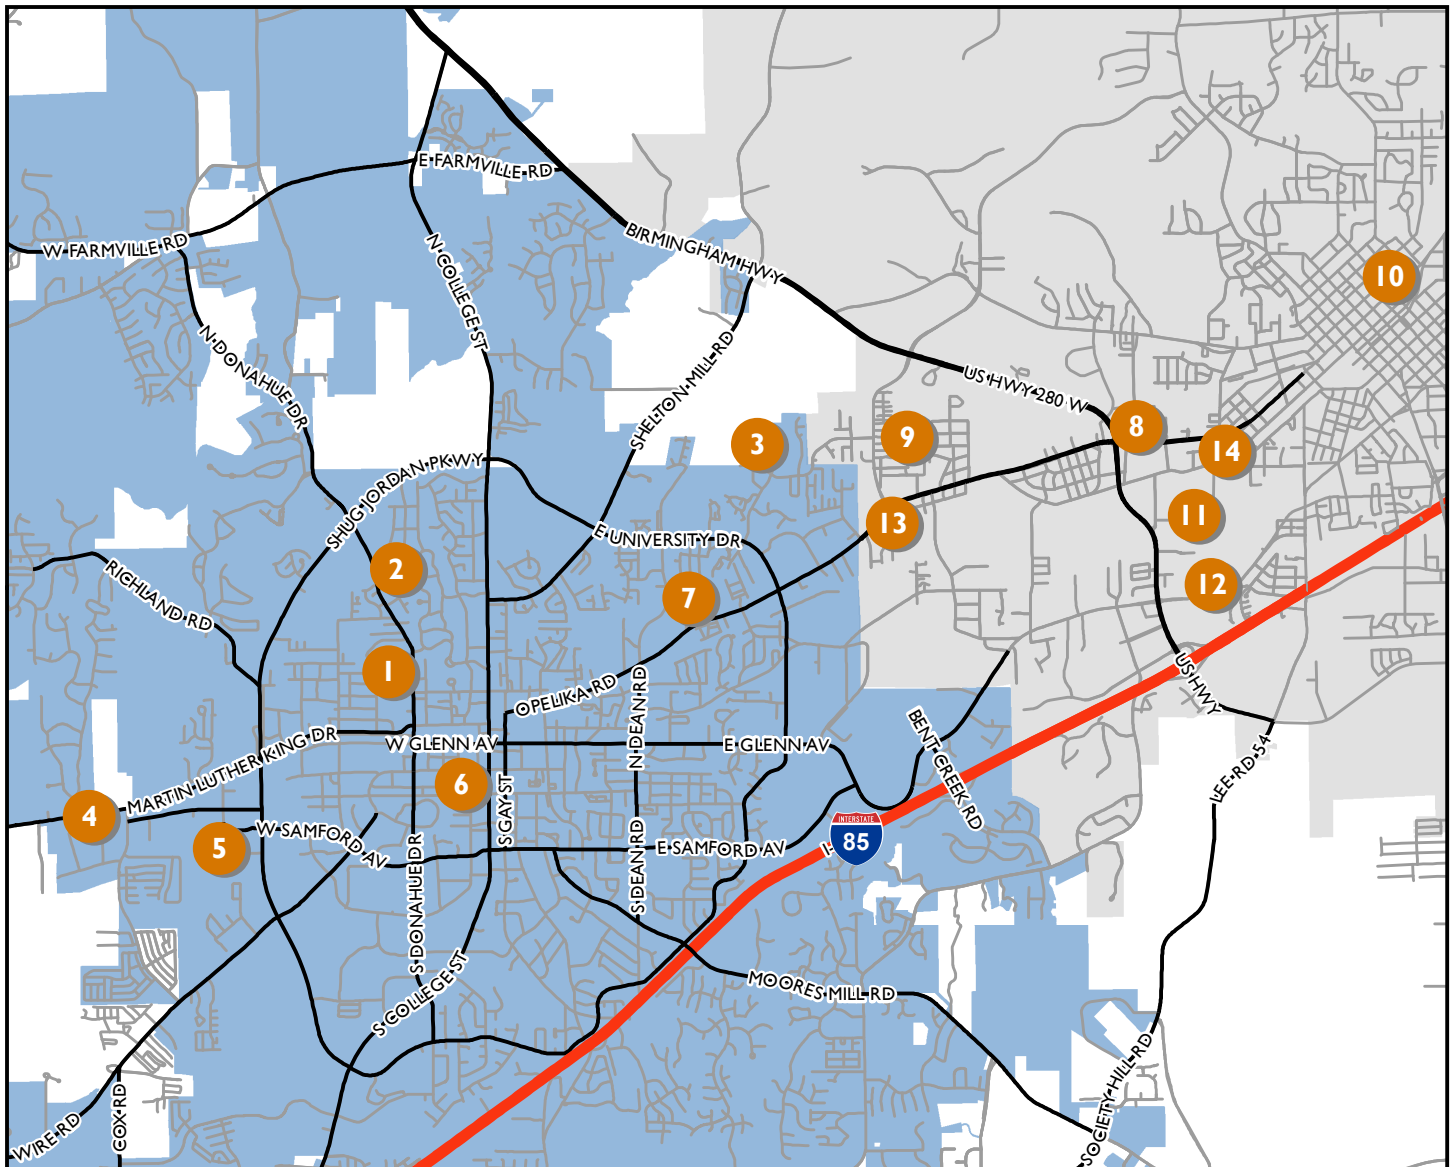 E FARMVILLE RD
W FARMVILLE RD
BIRMINGHAM HWY
N COLLEGE ST
10
N DONAHUE DR
SHELTON MILL RD
US HWY 280 W
8
9
3
14
SHUG JORDAN PKWY
13
11
E UNIVERSITY DR
RICHLAND RD
2
7
12
1
OPELIKA RD
N DEAN RD
US HWY
BENT CREEK RD
MARTIN LUTHER KING DR
W GLENN AV
E GLENN AV
LEE RD 54
6
S GAY ST
4
5
W SAMFORD AV
E SAMFORD AV
I-
INTERSTATE
85
S DEAN RD
S DONAHUE DR
S COLLEGE ST
MOORES MILL RD
SOCIETY HILL RD
COX RD
WIRE RD